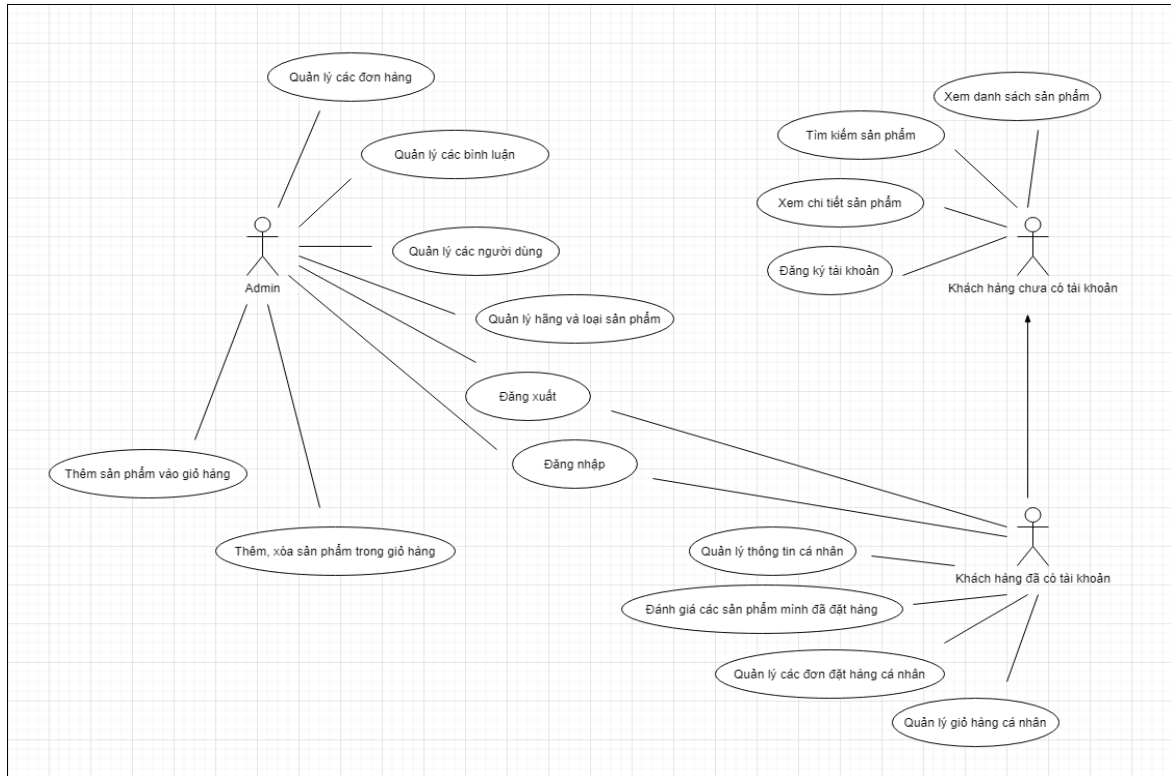 Quản lý các đơn hàng
Xem danh sách sản phẩm
Tìm kiếm sản phẩm
Quản lý các bình luận
Xem chi tiết sản phẩm
Quản lý các người dùng
Đăng ký tài khoản
Admin
Khách hàng chưa có tài khoản
Quản lý hãng và loại sản phẩm
Đăng xuất
Đăng nhập
Thêm sản phẩm vào giỏ hàng
Thêm, xóa sản phẩm trong giỏ hàng
Quản lý thông tin cá nhân
Khách hàng đã có tài khoản
Đánh giá các sản phẩm mình đã đặt hàng
Quản lý các đơn đặt hàng cá nhân
Quản lý giỏ hàng cá nhân